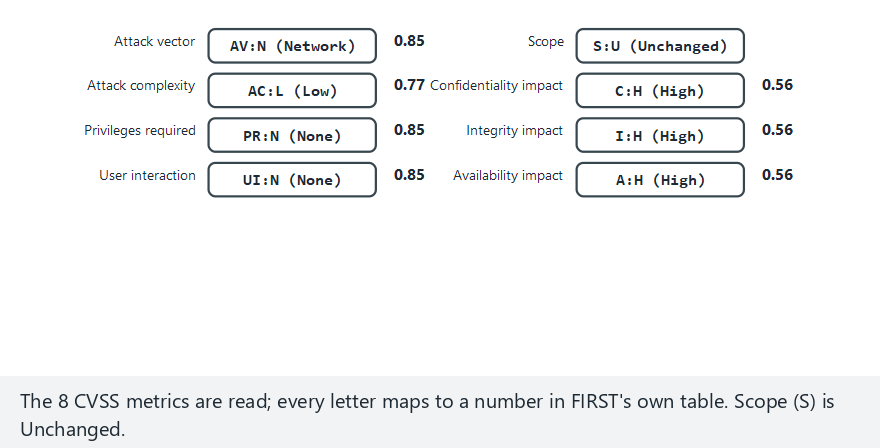 Attack vector AV:N (Network) 0.85 Scope S:U (Unchanged)
Attack complexity AC:L (Low) 0.77 Confidentiality impact C:H (High) 0.56
Privileges required PR:N (None) 0.85 Integrity impact I:H (High) 0.56
User interaction UI:N (None) 0.85 Availability impact A:H (High) 0.56
The 8 CVSS metrics are read; every letter maps to a number in FIRST's own table. Scope (S) is
Unchanged.